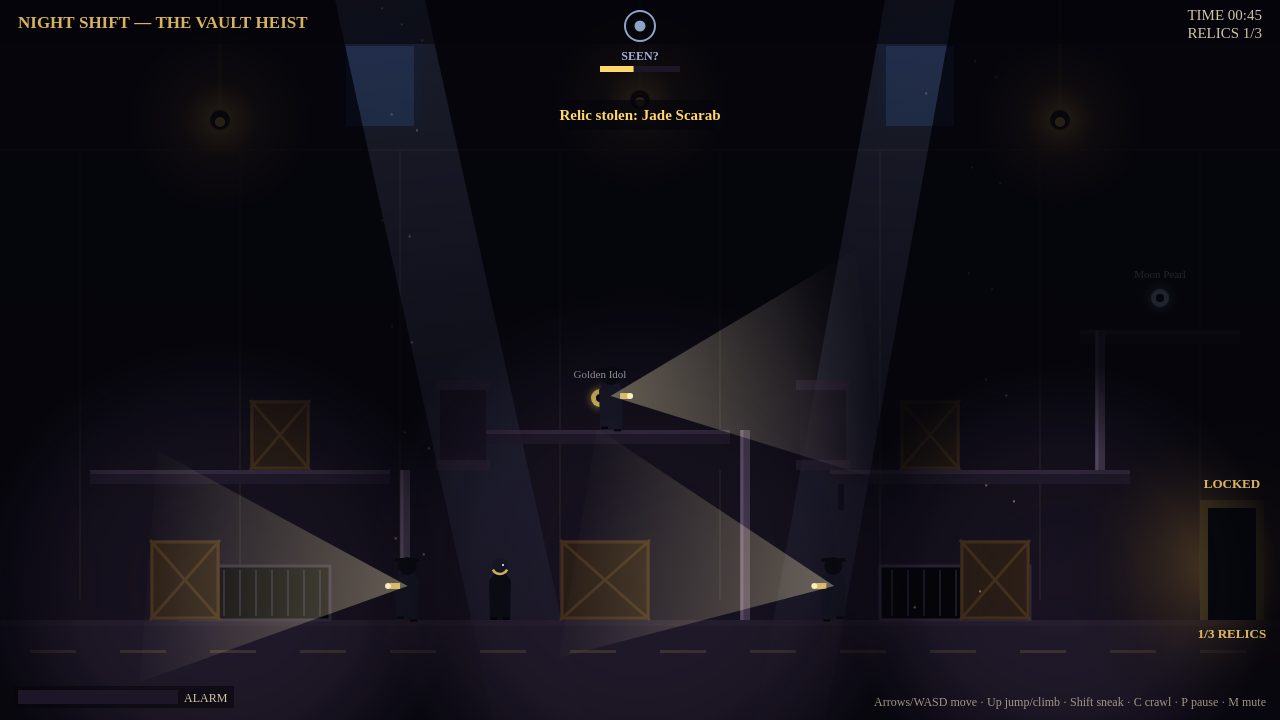 NIGHT SHIFT — THE VAULT HEIST
TIME 00:45
RELICS 1/3
SEEN?
Relic stolen: Jade Scarab
Moon Pearl
Golden Idol
LOCKED
1/3 RELICS
ALARM
Arrows/WASD move · Up jump/climb · Shift sneak · C crawl · P pause · M mute